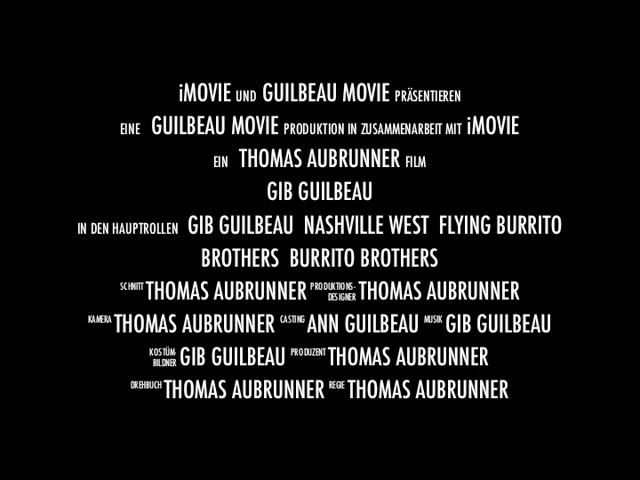 iMOVIE UND GUILBEAU MOVIE PRÄSENTIEREN
EINE GUILBEAU MOVIE PRODUKTION IN ZUSAMMENARBEIT MIT iMOVIE
EIN THOMAS AUBRUNNER FILM
GIB GUILBEAU
IN DEN HAUPTROLLEN GIB GUILBEAU NASHVILLE WEST FLYING BURRITO
BROTHERS BURRITO BROTHERS
SCHNITT THOMAS AUBRUNNER PRODUKTIONS-DESIGNER THOMAS AUBRUNNER
KAMERA THOMAS AUBRUNNER CASTING ANN GUILBEAU MUSIK GIB GUILBEAU
KOSTÜM-BILDNER GIB GUILBEAU PRODUZENT THOMAS AUBRUNNER
DREHBUCH THOMAS AUBRUNNER REGIE THOMAS AUBRUNNER